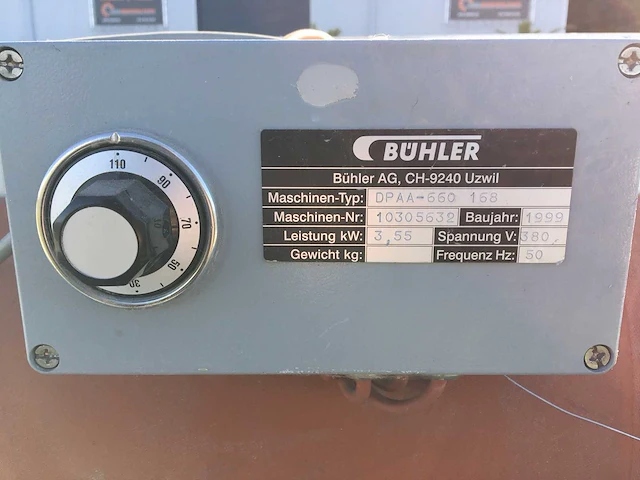 BÜHLER
Bühler AG, CH-9240 Uzwil
Maschinen-Typ: DPAA-660 168
Maschinen-Nr: 10305639 Baujahr: 1999
Leistung kW: 3,55 Spannung V: 380,
Gewicht kg: Frequenz Hz: 50
110
90
70
50
30